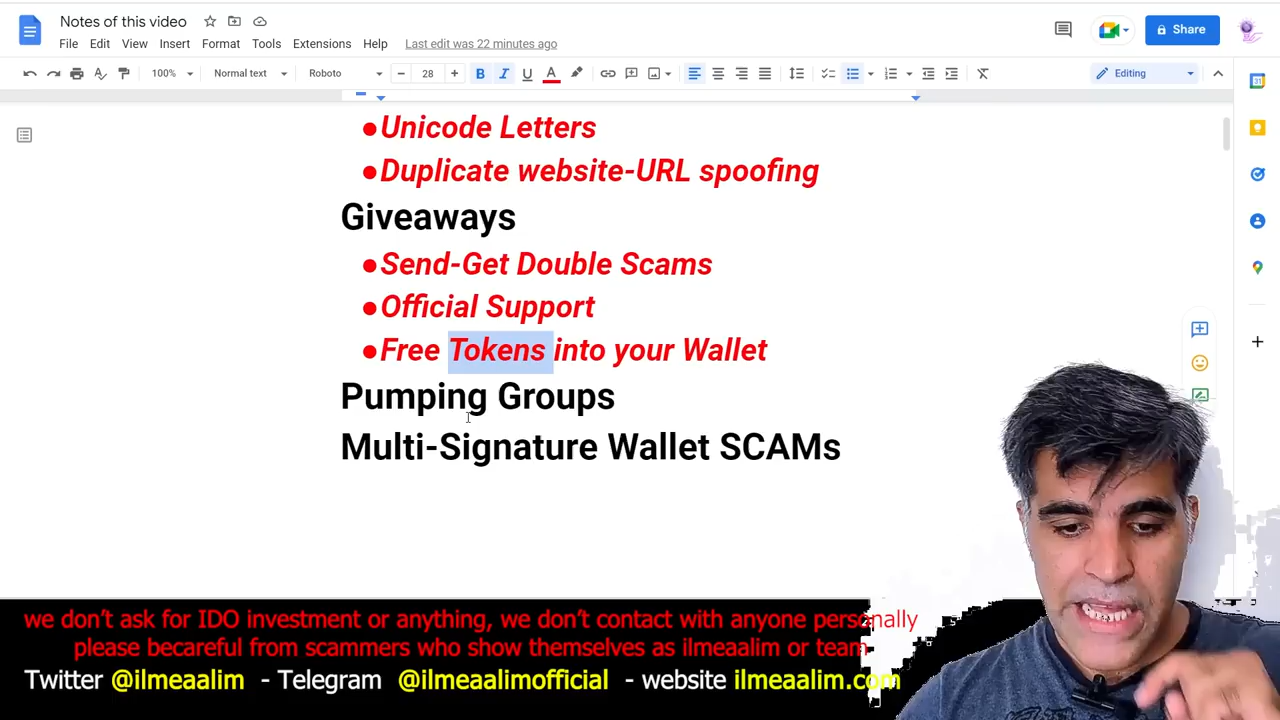 Notes of this video
File Edit View Insert Format Tools Extensions Help Last edit was 22 minutes ago
Share
100% Normal text Roboto 28 Editing
●Unicode Letters
●Duplicate website-URL spoofing
Giveaways
●Send-Get Double Scams
●Official Support
●Free Tokens into your Wallet
Pumping Groups
Multi-Signature Wallet SCAMs
we don't ask for IDO investment or anything, we don't contact with anyone personally
please becareful from scammers who show themselves as ilmeaalim or team
Twitter @ilmeaalim - Telegram @ilmeaalimofficial - website ilmeaalim.com